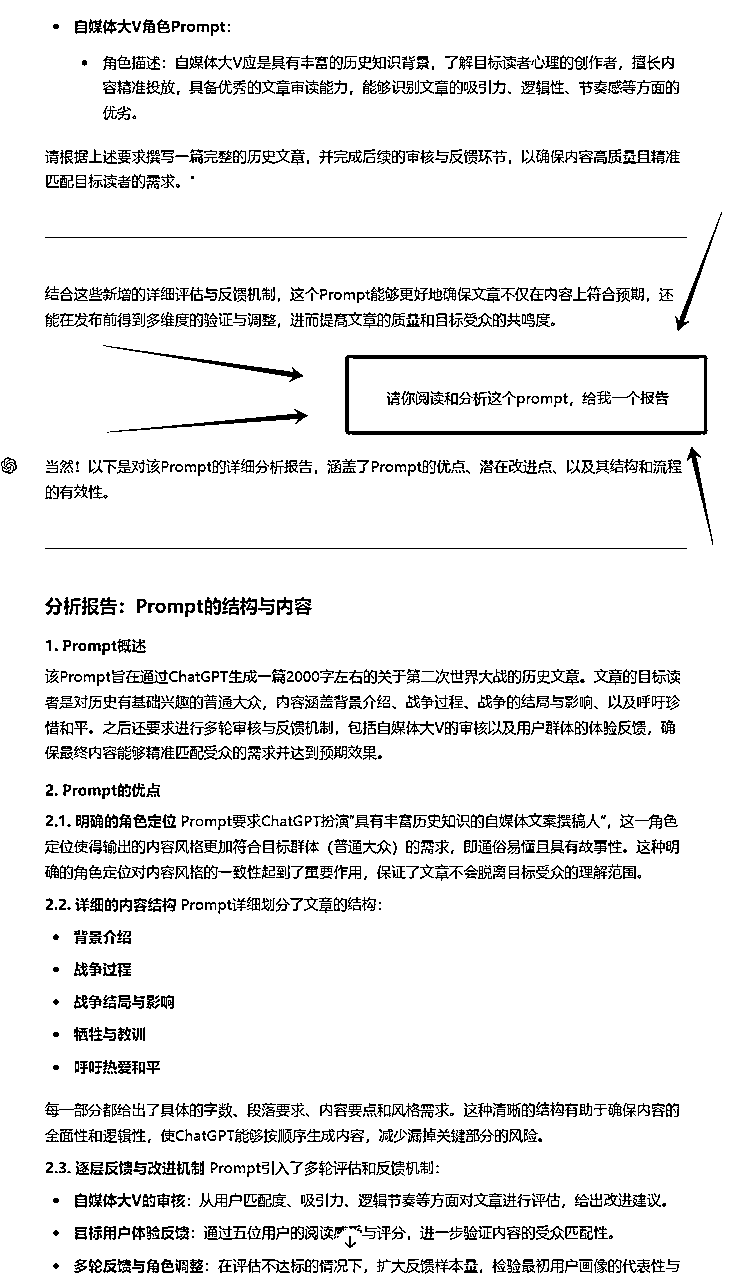 • 自媒体大V角色Prompt：
• 角色描述：自媒体大V应是具有丰富的历史知识背景，了解目标读者心理的创作者，擅长内
容精准投放，具备优秀的文章审读能力，能够识别文章的吸引力、逻辑性、节奏感等方面的
优劣。
请根据上述要求撰写一篇完整的历史文章，并完成后续的审核与反馈环节，以确保内容高质量且精准
匹配目标读者的需求。"
结合这些新增的详细评估与反馈机制，这个Prompt能够更好地确保文章不仅在内容上符合预期，还
能在发布前得到多维度的验证与调整，进而提高文章的质量和目标受众的共鸣度。
请你阅读和分析这个prompt，给我一个报告
当然！以下是对该Prompt的详细分析报告，涵盖了Prompt的优点、潜在改进点、以及其结构和流程
的有效性。
分析报告：Prompt的结构与内容
1. Prompt概述
该Prompt旨在通过ChatGPT生成一篇2000字左右的关于第二次世界大战的历史文章。文章的目标读
者是对历史有基础兴趣的普通大众，内容涵盖背景介绍、战争过程、战争的结局与影响、以及呼吁珍
惜和平。之后还要求进行多轮审核与反馈机制，包括自媒体大V的审核以及用户群体的体验反馈，确
保最终内容能够精准匹配受众的需求并达到预期效果。
2. Prompt的优点
2.1. 明确的角色定位 Prompt要求ChatGPT扮演"具有丰富历史知识的自媒体文案撰稿人"，这一角色
定位使得输出的内容风格更加符合目标群体（普通大众）的需求，即通俗易懂且具有故事性。这种明
确的角色定位对内容风格的一致性起到了重要作用，保证了文章不会脱离目标受众的理解范围。
2.2. 详细的内容结构 Prompt详细划分了文章的结构：
• 背景介绍
• 战争过程
• 战争结局与影响
• 牺牲与教训
• 呼吁热爱和平
每一部分都给出了具体的字数、段落要求、内容要点和风格需求。这种清晰的结构有助于确保内容的
全面性和逻辑性，使ChatGPT能够按顺序生成内容，减少漏掉关键部分的风险。
2.3. 逐层反馈与改进机制 Prompt引入了多轮评估和反馈机制：
• 自媒体大V的审核：从用户匹配度、吸引力、逻辑节奏等方面对文章进行评估，给出改进建议。
• 目标用户体验反馈：通过五位用户的阅读与评分，进一步验证内容的受众匹配性。
• 多轮反馈与角色调整：在评估不达标的情况下，扩大反馈样本量，检验最初用户画像的代表性与